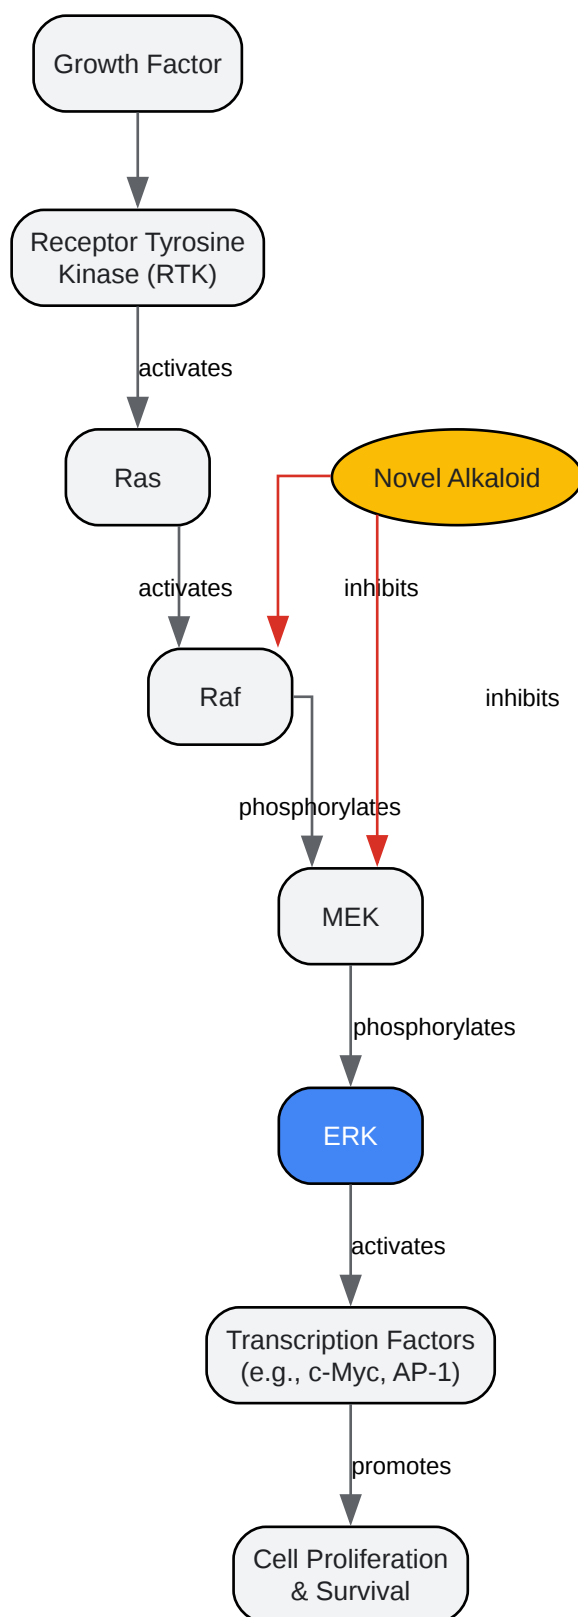 Growth Factor
Receptor Tyrosine
Kinase (RTK)
activates
Ras
Novel Alkaloid
activates
inhibits
Raf
inhibits
phosphorylates
MEK
phosphorylates
ERK
activates
Transcription Factors
(e.g., c-Myc, AP-1)
promotes
Cell Proliferation
& Survival